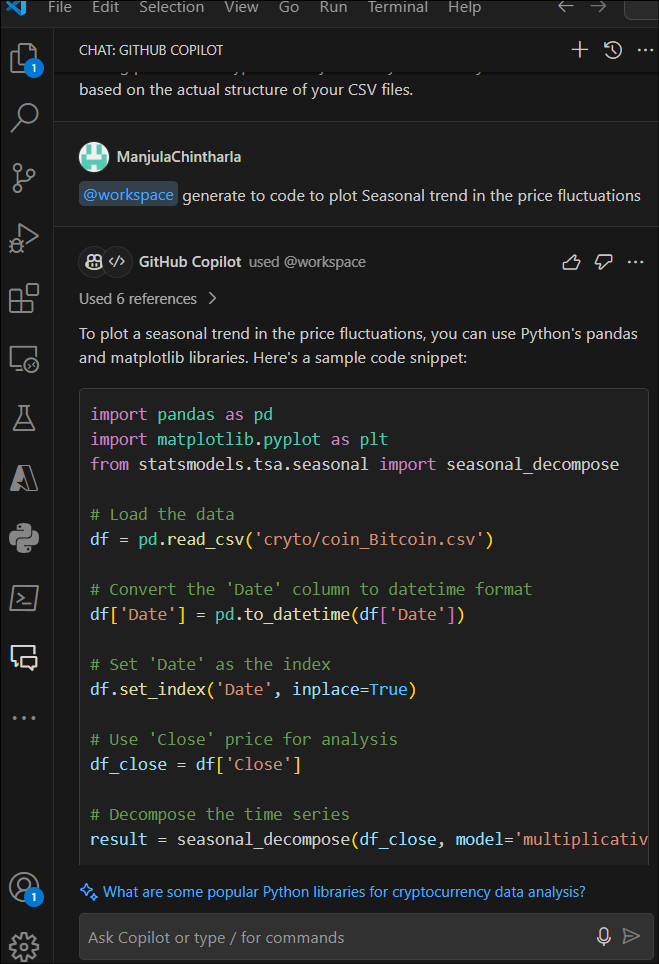 File Edit Selection View Go Run Terminal Help
CHAT: GITHUB COPILOT
based on the actual structure of your CSV files.
ManjulaChintharla
@workspace generate to code to plot Seasonal trend in the price fluctuations
GitHub Copilot used @workspace
Used 6 references
To plot a seasonal trend in the price fluctuations, you can use Python's pandas
and matplotlib libraries. Here's a sample code snippet:
import pandas as pd
import matplotlib.pyplot as plt
from statsmodels.tsa.seasonal import seasonal_decompose
# Load the data
df = pd.read_csv('cryto/coin_Bitcoin.csv')
# Convert the 'Date' column to datetime format
df['Date'] = pd.to_datetime(df['Date'])
# Set 'Date' as the index
df.set_index('Date', inplace=True)
# Use 'Close' price for analysis
df_close = df['Close']
# Decompose the time series
result = seasonal_decompose(df_close, model='multiplicativ
What are some popular Python libraries for cryptocurrency data analysis?
Ask Copilot or type / for commands
1
1